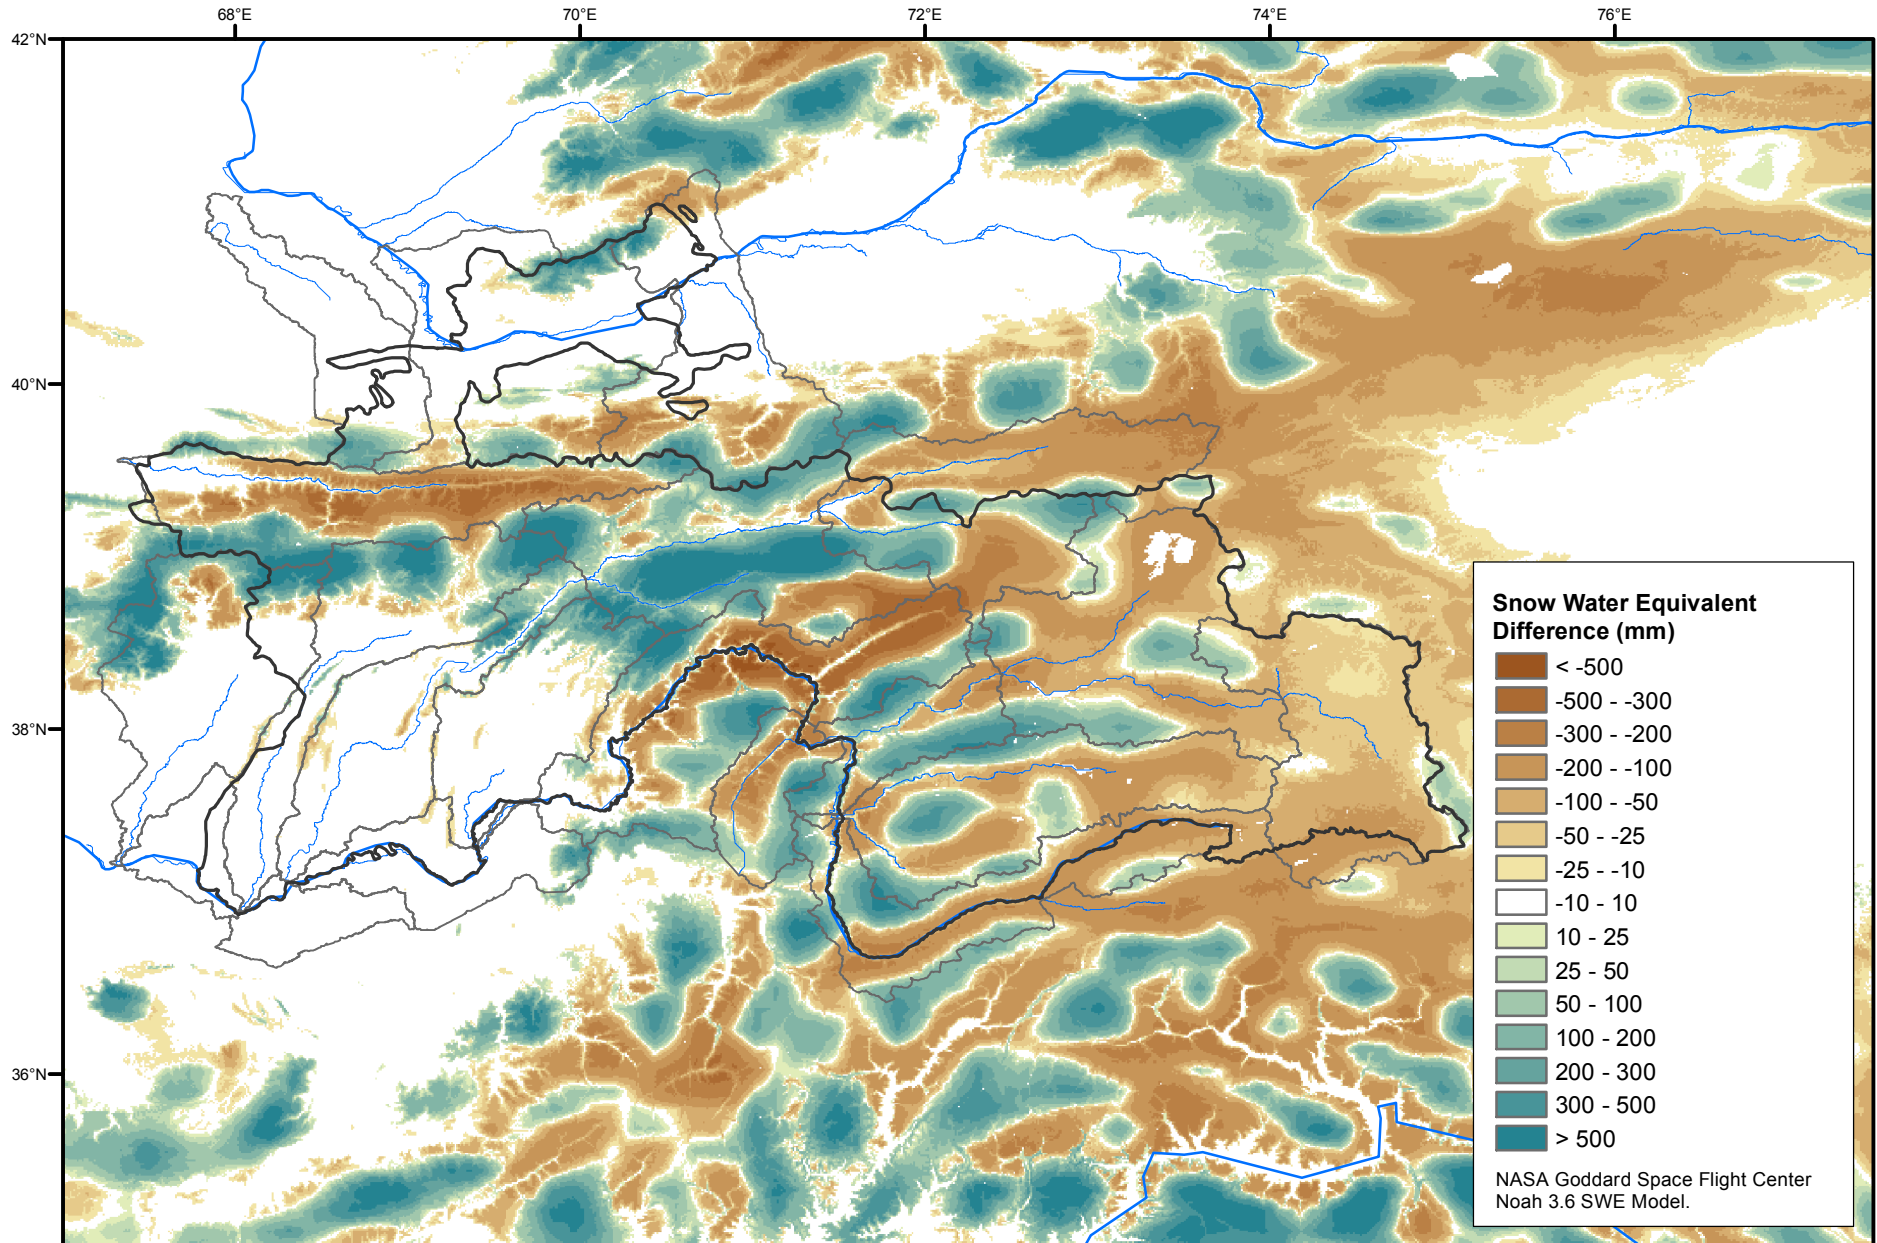 68°E
70°E
72°E
74°E
76°E
42°N
40°N
38°N
36°N
Snow Water Equivalent
Difference (mm)
< -500
-500 - -300
-300 - -200
-200 - -100
-100 - -50
-50 - -25
-25 - -10
-10 - 10
10 - 25
25 - 50
50 - 100
100 - 200
200 - 300
300 - 500
> 500
NASA Goddard Space Flight Center
Noah 3.6 SWE Model.